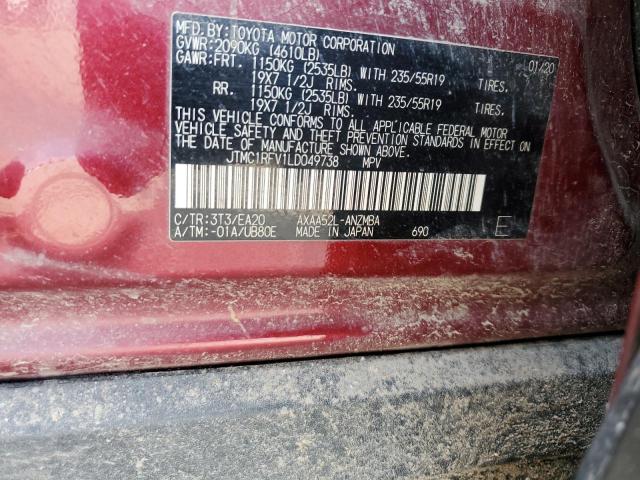 MFD.BY:TOYOTA MOTOR CORPORATION
GVWR:2090KG (4610LB) 01/20
GAWR:FRT. 1150KG (2535LB) WITH 235/55R19 TIRES.
19X7 1/2J RIMS.
RR. 1150KG (2535LB) WITH 235/55R19 TIRES.
19X7 1/2J RIMS.
THIS VEHICLE CONFORMS TO ALL APPLICABLE FEDERAL MOTOR
VEHICLE SAFETY AND THEFT PREVENTION STANDARDS IN EFFECT ON
THE DATE OF MANUFACTURE SHOWN ABOVE.
JTMC1RFV1LD049738 MPV
C/TR:3T3/EA20 AXAA52L-ANZMBA
A/TM:-01A/UB80E MADE IN JAPAN 690 E